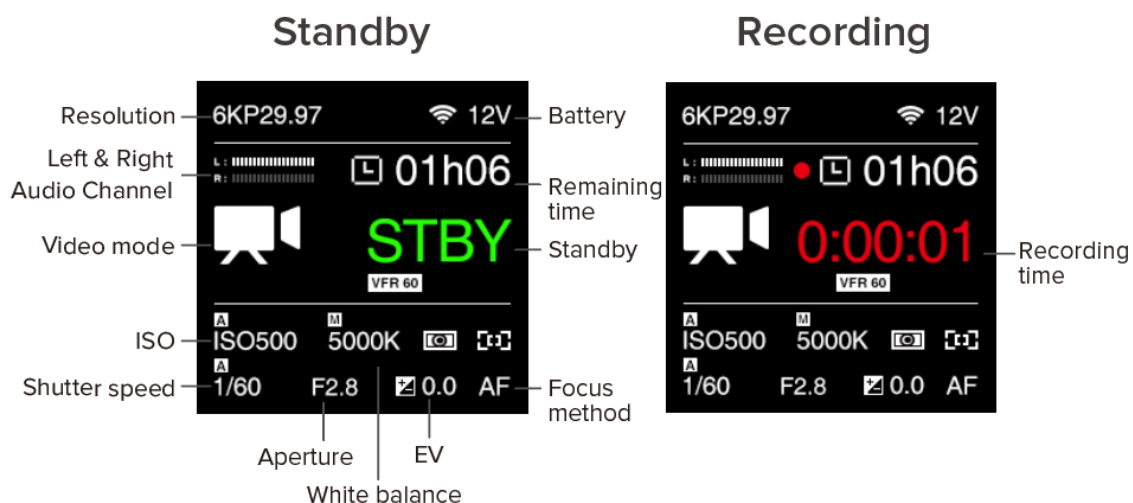 Standby
Recording
Resolution
6KP29.97
12V
Battery
6KP29.97
12V
Left & Right
Audio Channel
L:
R:
01h06
Remaining
time
L:
R:
01h06
Video mode
STBY
Standby
0:00:01
Recording
time
VFR 60
VFR 60
A
M
ISO
ISO500
5000K
A
M
ISO500
5000K
A
Shutter speed
1/60
F2.8
0.0
AF
Focus
method
A
1/60
F2.8
0.0
AF
Aperture
EV
White balance